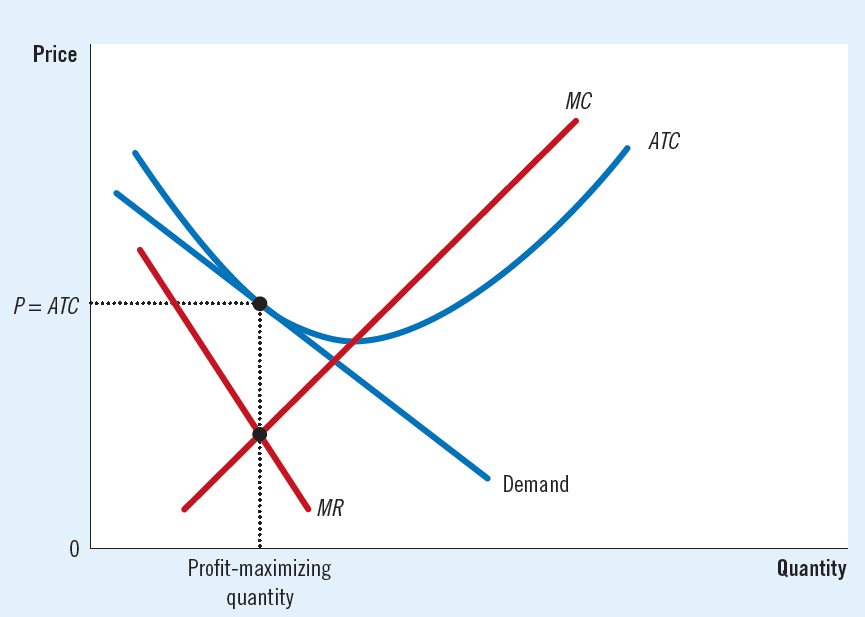 Price
MC
ATC
P = ATC
Demand
MR
0
Profit-maximizing
quantity
Quantity